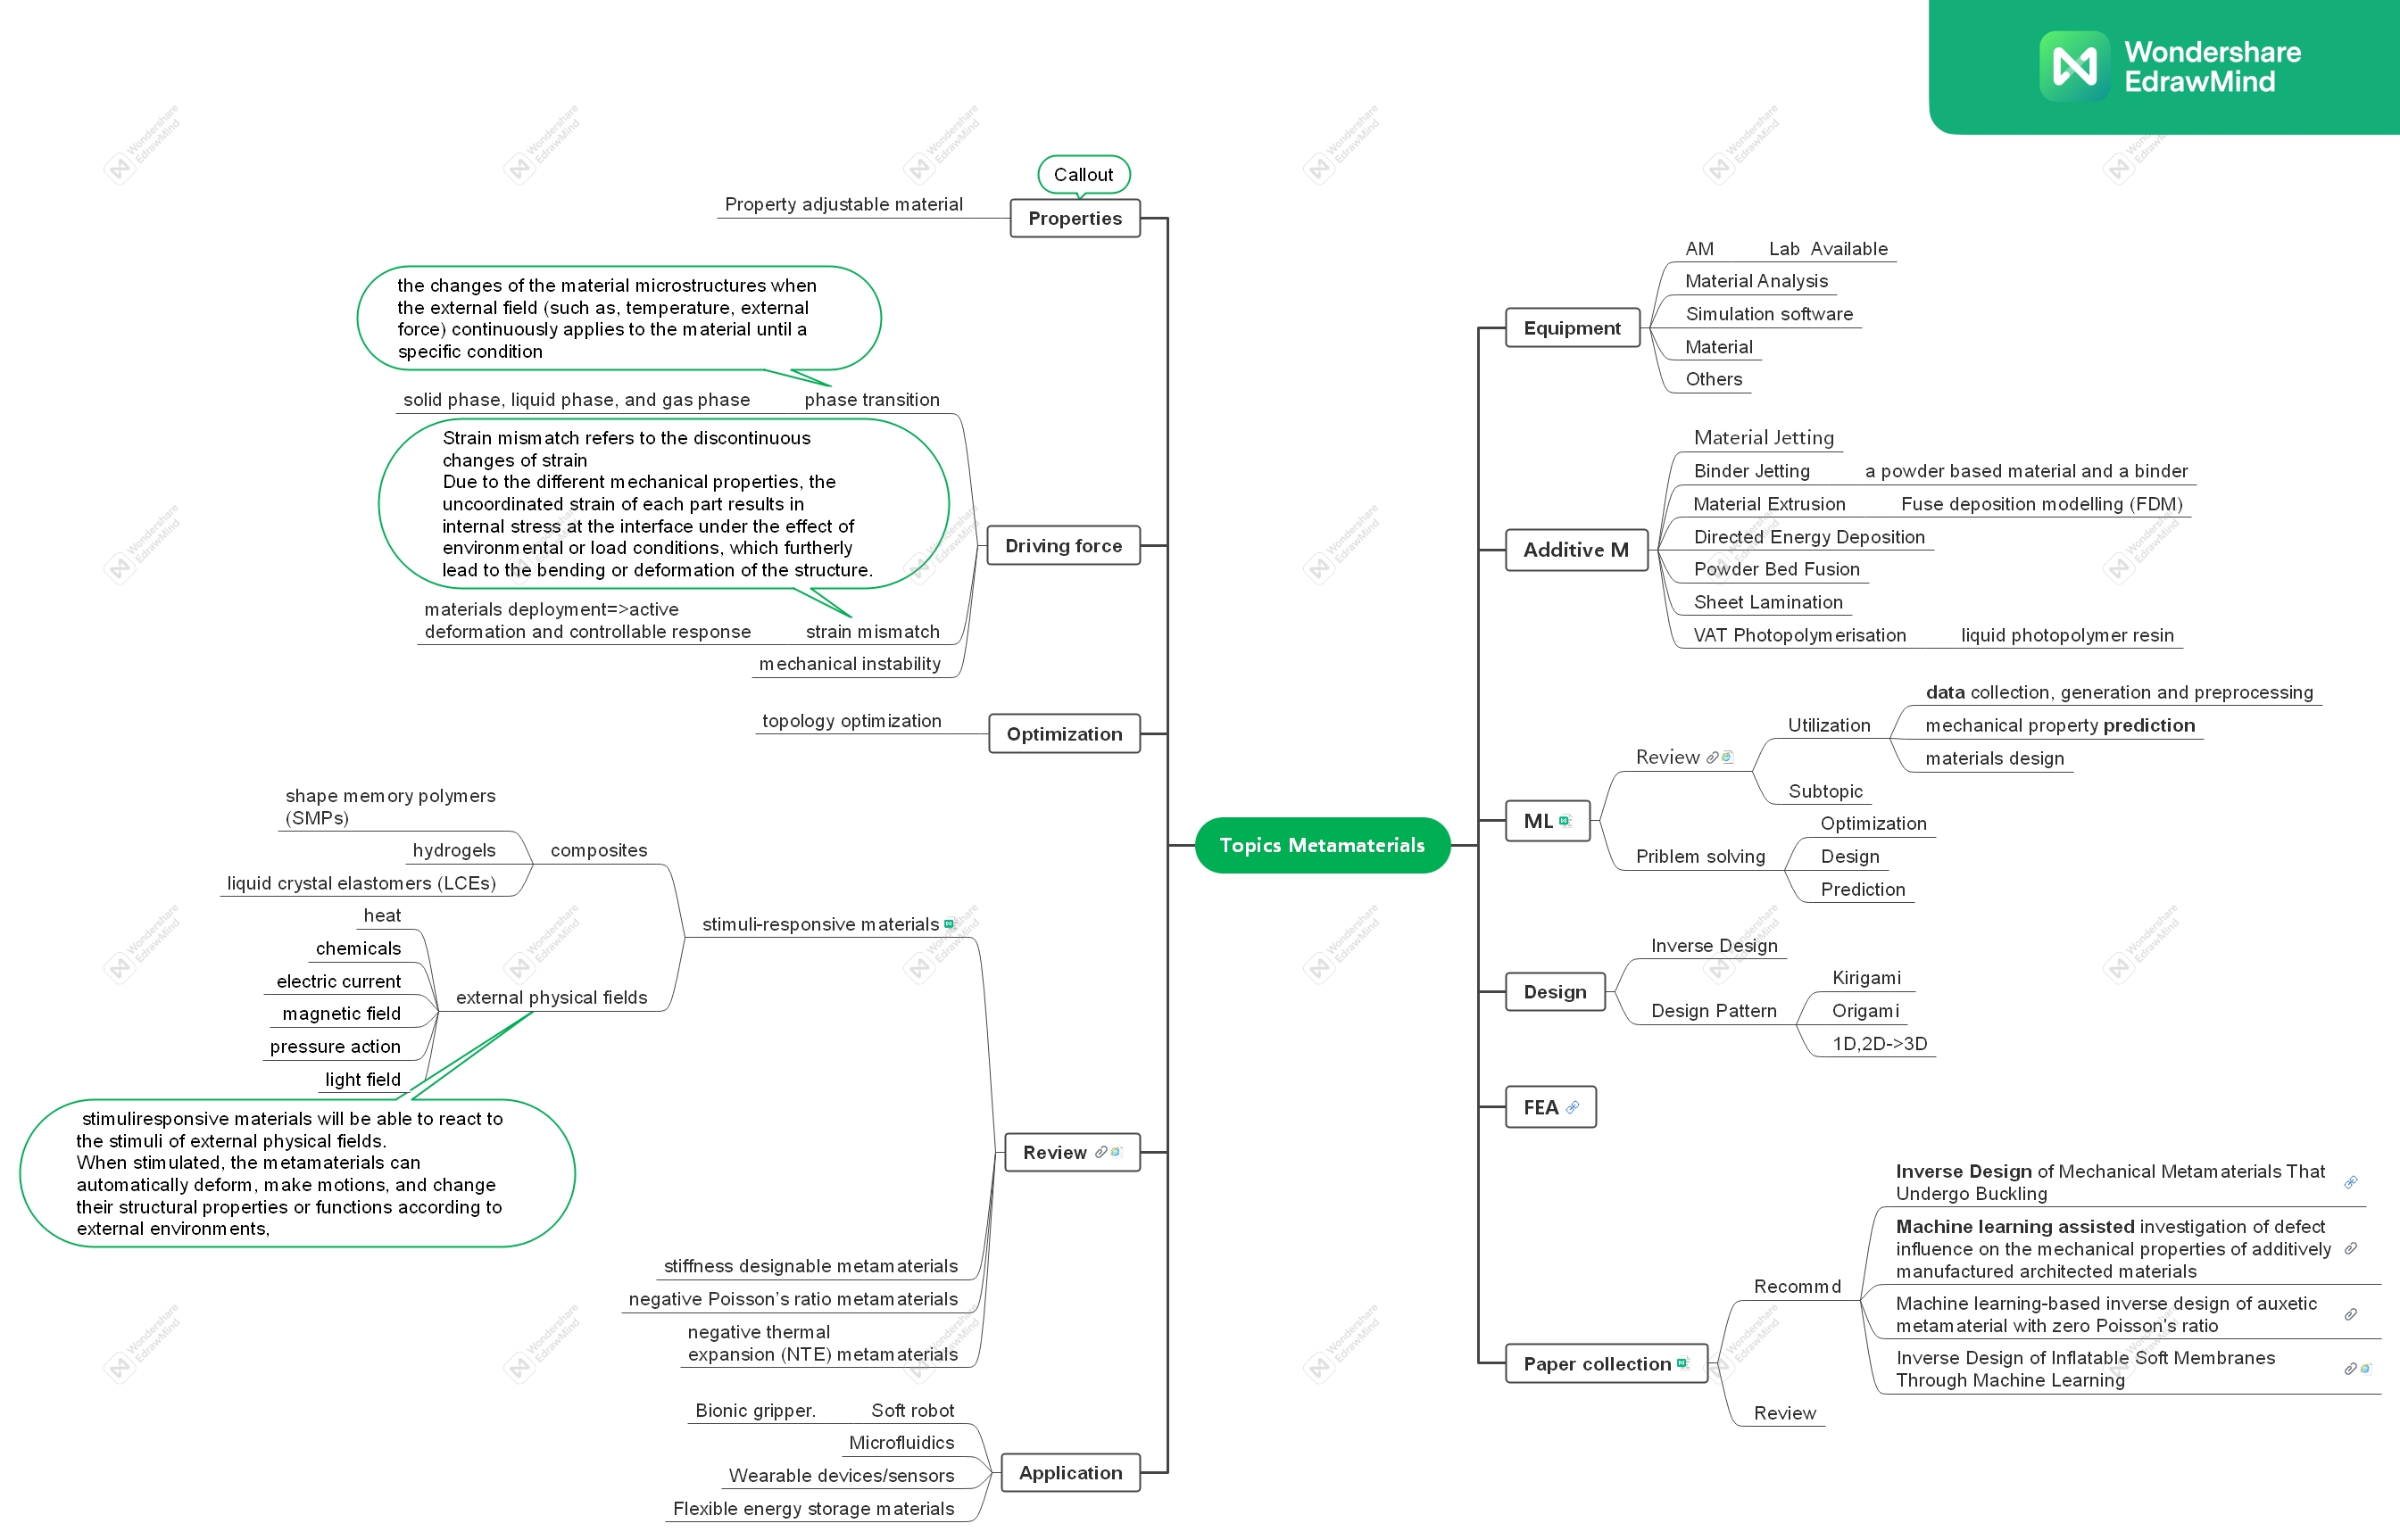 Wondershare
EdrawMind
Topics Metamaterials
Callout
Properties
Property adjustable material
the changes of the material microstructures when
the external field (such as, temperature, external
force) continuously applies to the material until a
specific condition
solid phase, liquid phase, and gas phase
phase transition
Strain mismatch refers to the discontinuous
changes of strain
Due to the different mechanical properties, the
uncoordinated strain of each part results in
internal stress at the interface under the effect of
environmental or load conditions, which furtherly
lead to the bending or deformation of the structure.
Driving force
materials deployment=>active
deformation and controllable response
strain mismatch
mechanical instability
topology optimization
Optimization
shape memory polymers
(SMPs)
hydrogels
liquid crystal elastomers (LCEs)
composites
heat
chemicals
electric current
magnetic field
pressure action
light field
external physical fields
stimuli-responsive materials
stimuliresponsive materials will be able to react to
the stimuli of external physical fields.
When stimulated, the metamaterials can
automatically deform, make motions, and change
their structural properties or functions according to
external environments,
Review
stiffness designable metamaterials
negative Poisson's ratio metamaterials
negative thermal
expansion (NTE) metamaterials
Bionic gripper.
Soft robot
Microfluidics
Wearable devices/sensors
Flexible energy storage materials
Application
Equipment
AM
Lab Available
Material Analysis
Simulation software
Material
Others
Additive M
Material Jetting
Binder Jetting
a powder based material and a binder
Material Extrusion
Fuse deposition modelling (FDM)
Directed Energy Deposition
Powder Bed Fusion
Sheet Lamination
VAT Photopolymerisation
liquid photopolymer resin
ML
Review
Utilization
data collection, generation and preprocessing
mechanical property prediction
materials design
Subtopic
Priblem solving
Optimization
Design
Prediction
Design
Inverse Design
Design Pattern
Kirigami
Origami
1D,2D->3D
FEA
Paper collection
Recommd
Inverse Design of Mechanical Metamaterials That
Undergo Buckling
Machine learning assisted investigation of defect
influence on the mechanical properties of additively
manufactured architected materials
Machine learning-based inverse design of auxetic
metamaterial with zero Poisson's ratio
Inverse Design of Inflatable Soft Membranes
Through Machine Learning
Review